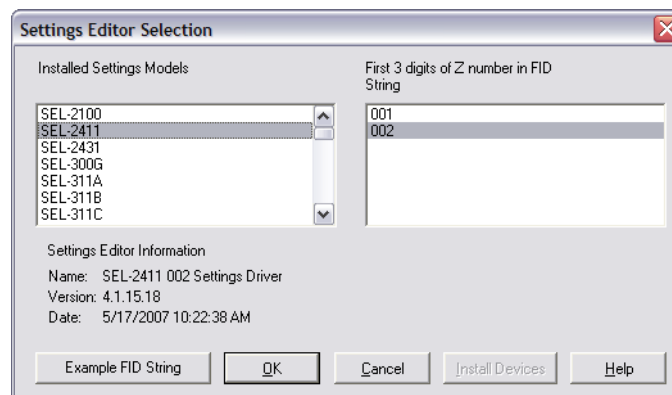 Settings Editor Selection
Installed Settings Models
First 3 digits of Z number in FID
String
SEL-2100
SEL-2411
SEL-2431
SEL-300G
SEL-311A
SEL-311B
SEL-311C
001
002
Settings Editor Information
Name: SEL-2411 002 Settings Driver
Version: 4.1.15.18
Date: 5/17/2007 10:22:38 AM
Example FID String
OK
Cancel
Install Devices
Help